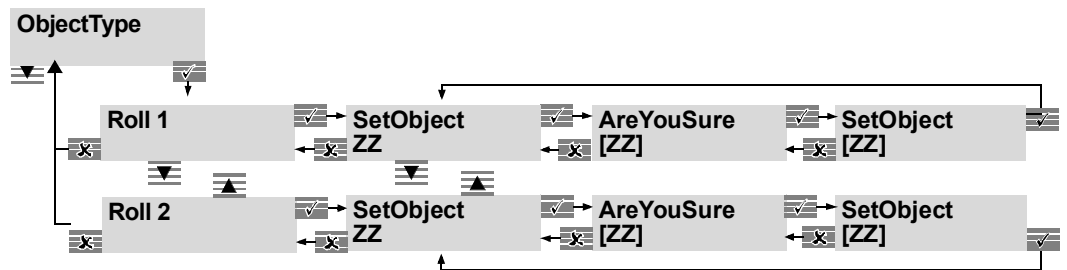 ObjectType
Roll 1
SetObject
ZZ
AreYouSure
[ZZ]
SetObject
[ZZ]
Roll 2
SetObject
ZZ
AreYouSure
[ZZ]
SetObject
[ZZ]